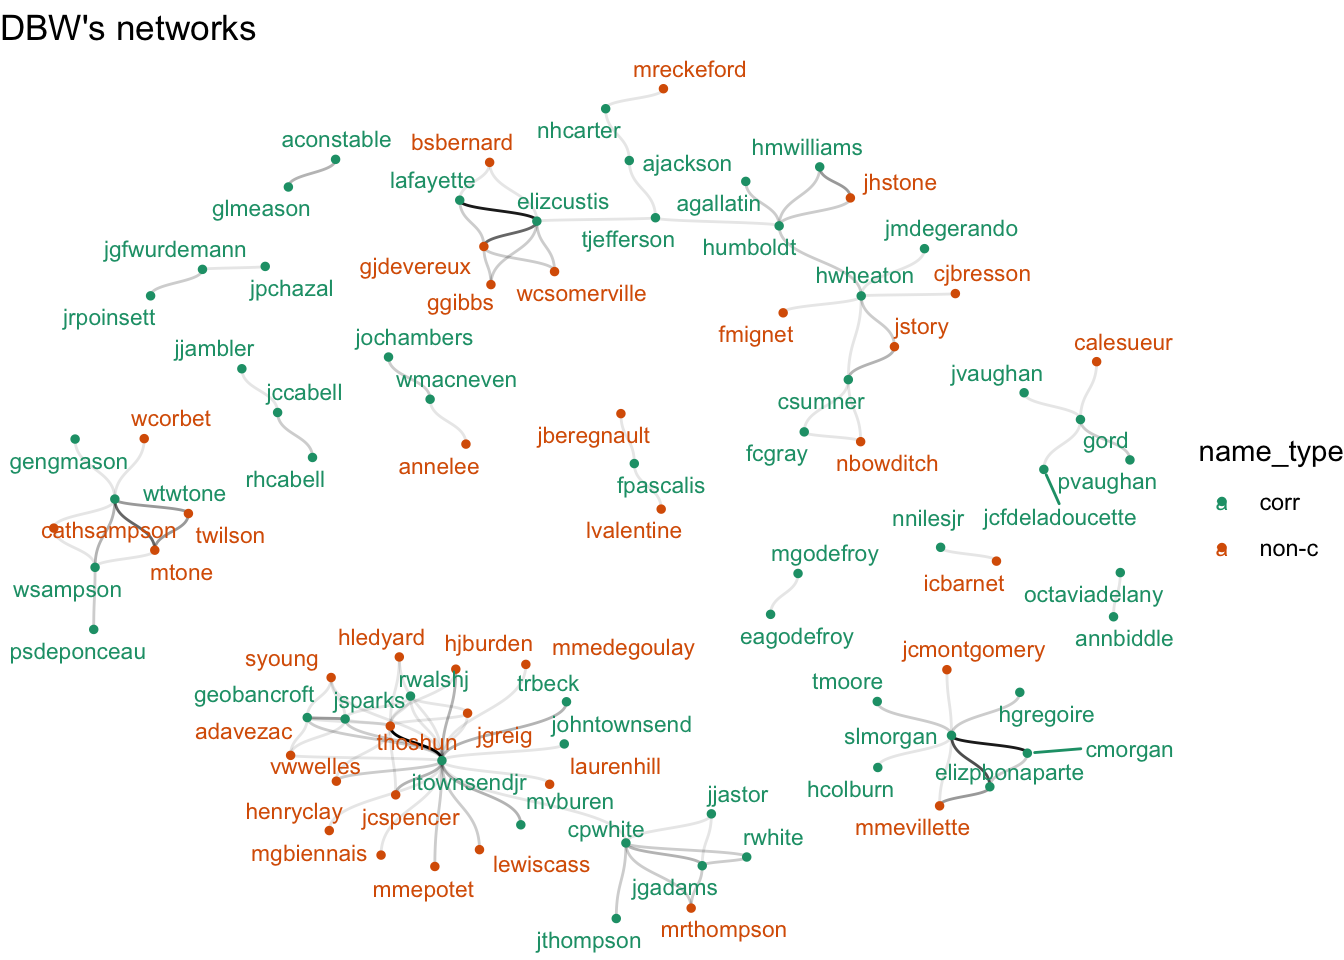 DBW's networks
mreckeford
nhcarter
aconstable
bsbernard
hmwilliams
ajackson
lafayette
jhstone
elizcustis
agallatin
glmeason
jmdegerando
tjefferson
humboldt
jgfwurdemann
gjdevereux
hwheaton
cjbresson
jpchazal
wcsomerville
ggibbs
jrpoinsett
jstory
fmignet
jochambers
calesueur
jjambler
jvaughan
wmacneven
jccabell
csumner
wcorbet
jberegnault
gord
name_type
fcgray
gengmason
annelee
nbowditch
rhcabell
pvaughan
fpascalis
wtwtone
a corr
nnilesjr
jcfdeladoucette
cathsampson
twilson
lvalentine
a non-c
mgodefroy
mtone
icbarnet
wsampson
octaviadelany
eagodefroy
annbiddle
hledyard
hjburden
mmedegoulay
psdeponceau
jcmontgomery
syoung
rwalshj
trbeck
tmoore
geobancroft
jsparks
hgregoire
johntownsend
adavezac
thoshun
jgreig
slmorgan
cmorgan
vwwelles
laurenhill
elizpbonaparte
itownsendjr
hcolburn
jjastor
mvburen
henryclay
jcspencer
cpwhite
mmevillette
rwhite
mgbiennais
lewiscass
mmepotet
jgadams
mrthompson
jthompson